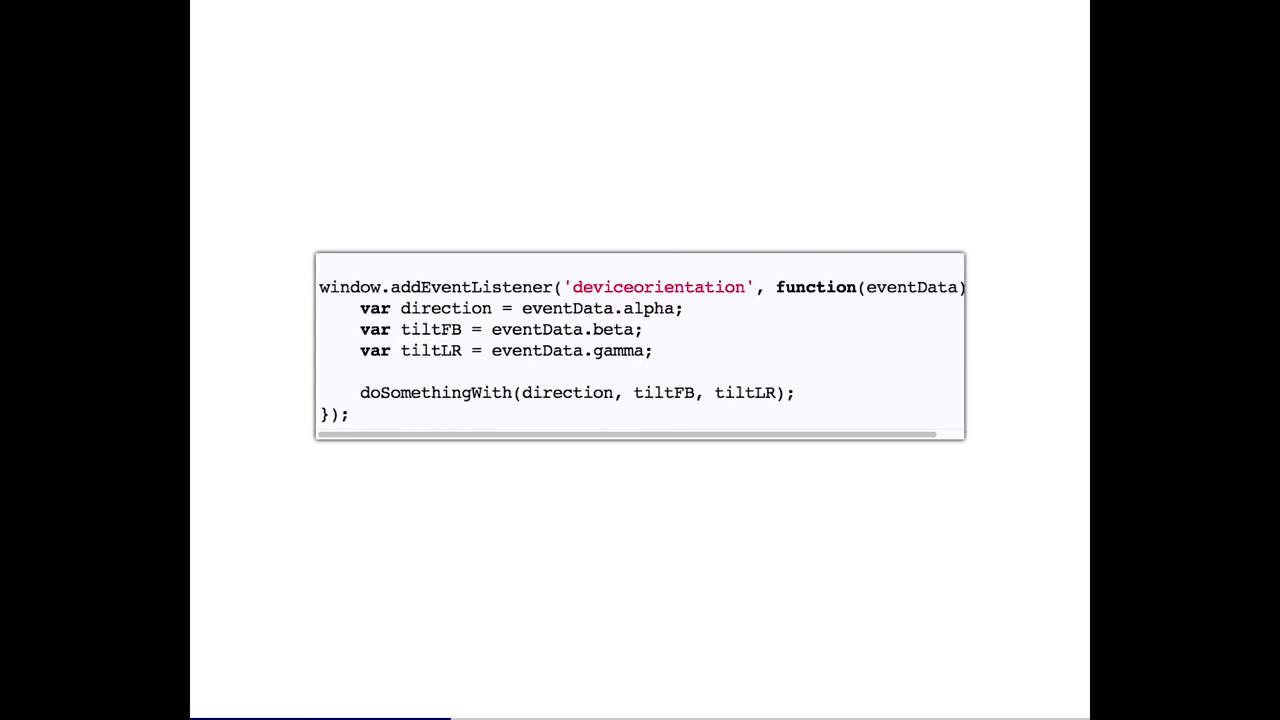 window.addEventListener('deviceorientation', function(eventData)
    var direction = eventData.alpha;
    var tiltFB = eventData.beta;
    var tiltLR = eventData.gamma;

    doSomethingWith(direction, tiltFB, tiltLR);
});